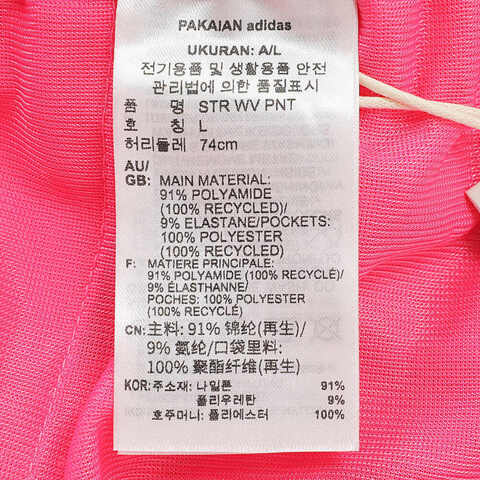 PAKAIAN adidas
UKURAN: A/L
전기용품 및 생활용품 안전
관리법에 의한 품질표시
품 명 STR WV PNT
호 칭 L
허리둘레 74cm
AU/
GB: MAIN MATERIAL:
91% POLYAMIDE
(100% RECYCLED)/
9% ELASTANE/POCKETS:
100% POLYESTER
(100% RECYCLED)
F: MATIERE PRINCIPALE:
91% POLYAMIDE (100% RECYCLÉ)/
9% ÉLASTHANNE/
POCHES: 100% POLYESTER
(100% RECYCLÉ)
CN: 主料: 91% 锦纶(再生)/
9% 氨纶/口袋里料:
100% 聚酯纤维(再生)
KOR: 주소재: 나일론 91%
폴리우레탄 9%
호주머니: 폴리에스터 100%